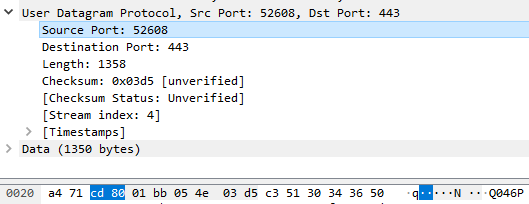 User Datagram Protocol, Src Port: 52608, Dst Port: 443
Source Port: 52608
Destination Port: 443
Length: 1358
Checksum: 0x03d5 [unverified]
[Checksum Status: Unverified]
[Stream index: 4]
[Timestamps]
Data (1350 bytes)
0020 a4 71 cd 80 01 bb 05 4e 03 d5 c3 51 30 34 36 50 ·q·····N ···Q046P